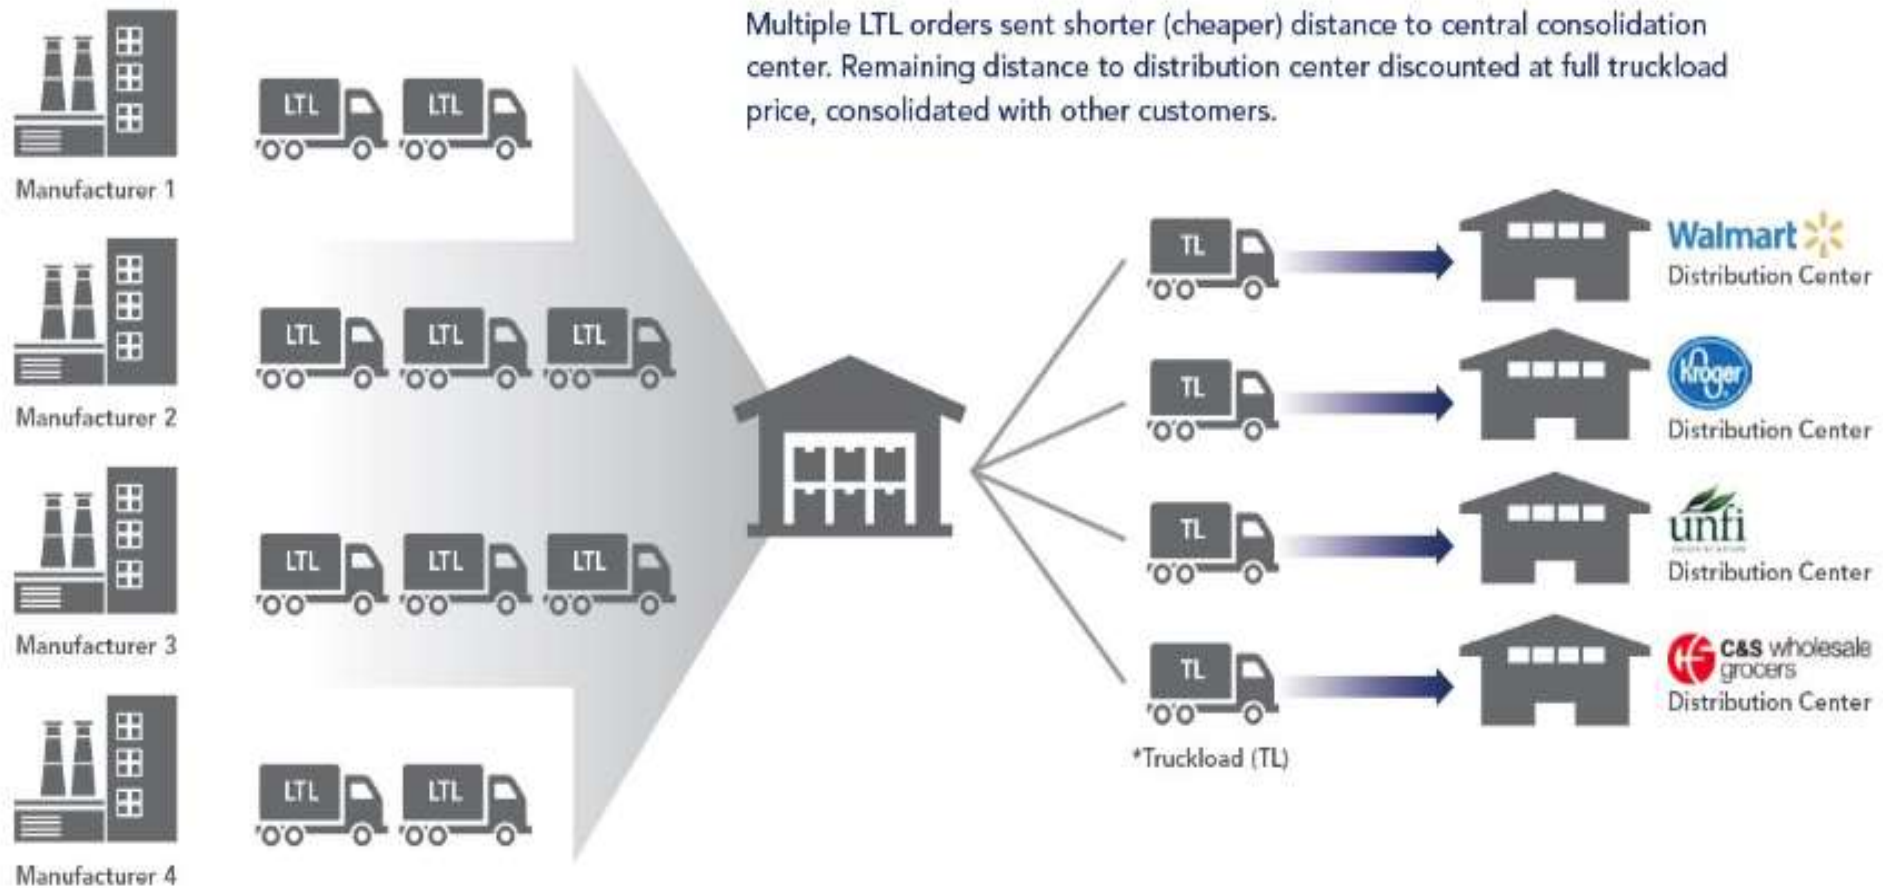 Multiple LTL orders sent shorter (cheaper) distance to central consolidation
center. Remaining distance to distribution center discounted at full truckload
price, consolidated with other customers.
LTL LTL
Manufacturer 1
LTL LTL LTL
Manufacturer 2
LTL LTL LTL
Manufacturer 3
LTL LTL
Manufacturer 4
TL
Walmart
Distribution Center
TL
Kroger
Distribution Center
TL
unfi
Distribution Center
TL
C&S wholesale
grocers
Distribution Center
*Truckload (TL)